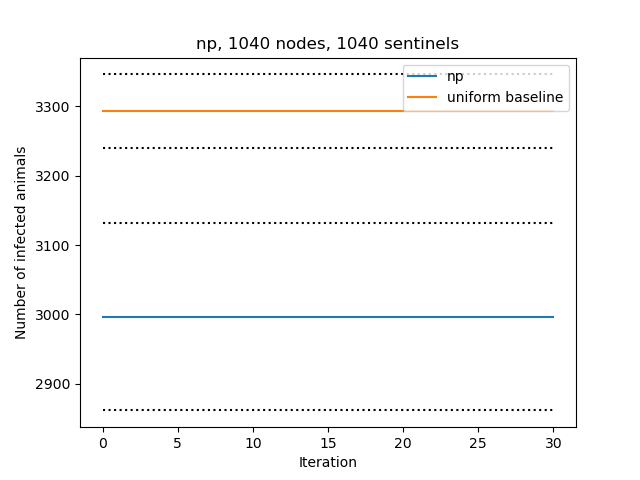 np, 1040 nodes, 1040 sentinels
np
uniform baseline
Number of infected animals
3300
3200
3100
3000
2900
0 5 10 15 20 25 30
Iteration